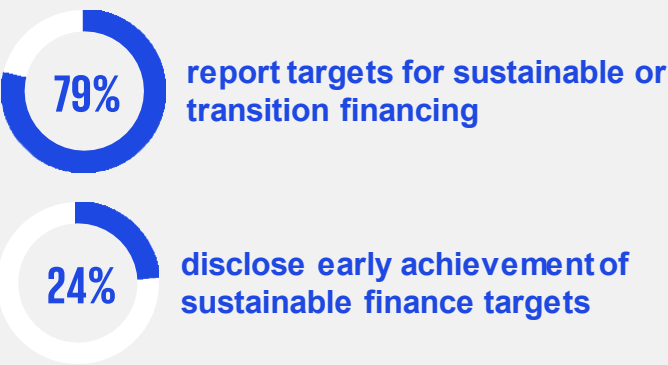 79%
report targets for sustainable or
transition financing
24%
disclose early achievement of
sustainable finance targets